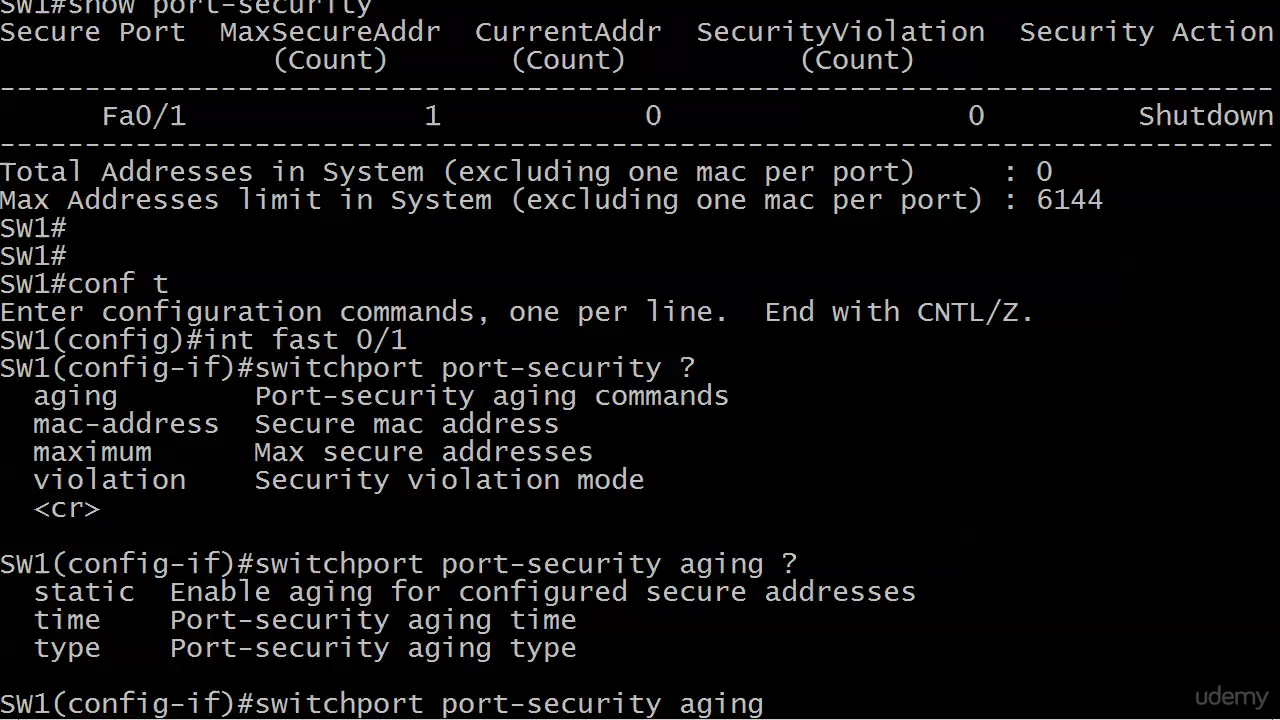 SW1#show port-security
Secure Port  MaxSecureAddr  CurrentAddr  SecurityViolation  Security Action
                (Count)       (Count)          (Count)
---------------------------------------------------------------------------
      Fa0/1              1            0                  0         Shutdown
---------------------------------------------------------------------------
Total Addresses in System (excluding one mac per port)     : 0
Max Addresses limit in System (excluding one mac per port) : 6144
SW1#
SW1#
SW1#conf t
Enter configuration commands, one per line.  End with CNTL/Z.
SW1(config)#int fast 0/1
SW1(config-if)#switchport port-security ?
  aging        Port-security aging commands
  mac-address  Secure mac address
  maximum      Max secure addresses
  violation    Security violation mode
  <cr>

SW1(config-if)#switchport port-security aging ?
  static  Enable aging for configured secure addresses
  time    Port-security aging time
  type    Port-security aging type

SW1(config-if)#switchport port-security aging
udemy